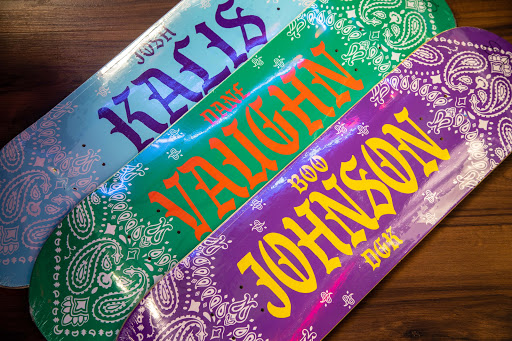 JOSH
KALIS
DANE
VAUGHN
BOO
JOHNSON
DGK